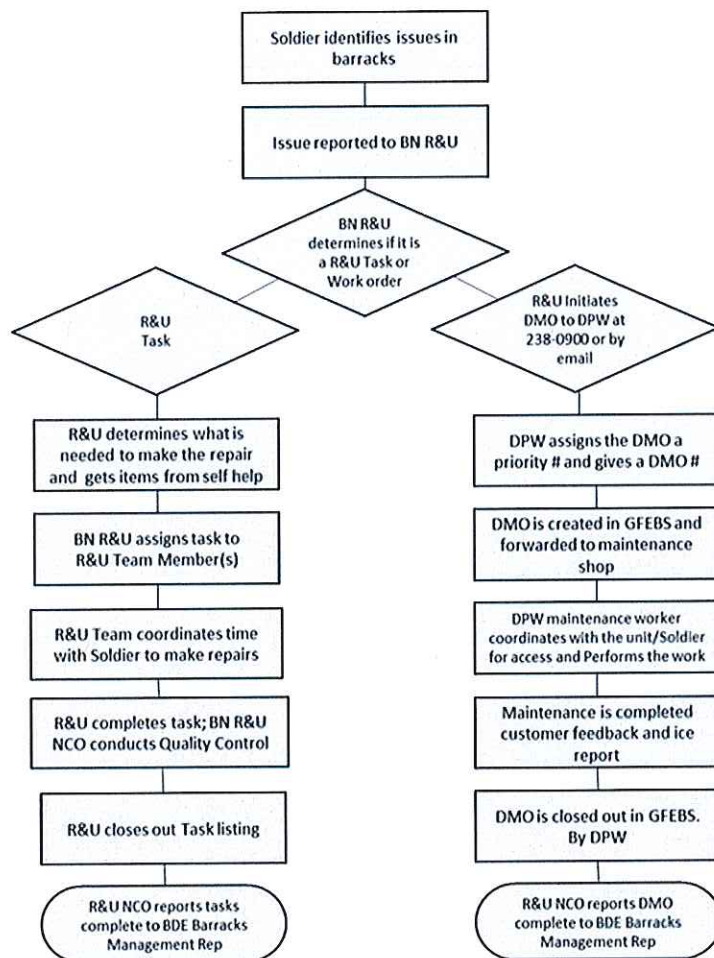 Soldier identifies issues in
barracks
Issue reported to BN R&U
BN R&U
determines if it is
a R&U Task or
Work order
R&U
Task
R&U determines what is
needed to make the repair
and gets items from self help
BN R&U assigns task to
R&U Team Member(s)
R&U Team coordinates time
with Soldier to make repairs
R&U completes task; BN R&U
NCO conducts Quality Control
R&U closes out Task listing
R&U NCO reports tasks
complete to BDE Barracks
Management Rep
R&U Initiates
DMO to DPW at
238-0900 or by
email
DPW assigns the DMO a
priority # and gives a DMO #
DMO is created in GFEBS and
forwarded to maintenance
shop
DPW maintenance worker
coordinates with the unit/Soldier
for access and Performs the work
Maintenance is completed
customer feedback and ice
report
DMO is closed out in GFEBS.
By DPW
R&U NCO reports DMO
complete to BDE Barracks
Management Rep